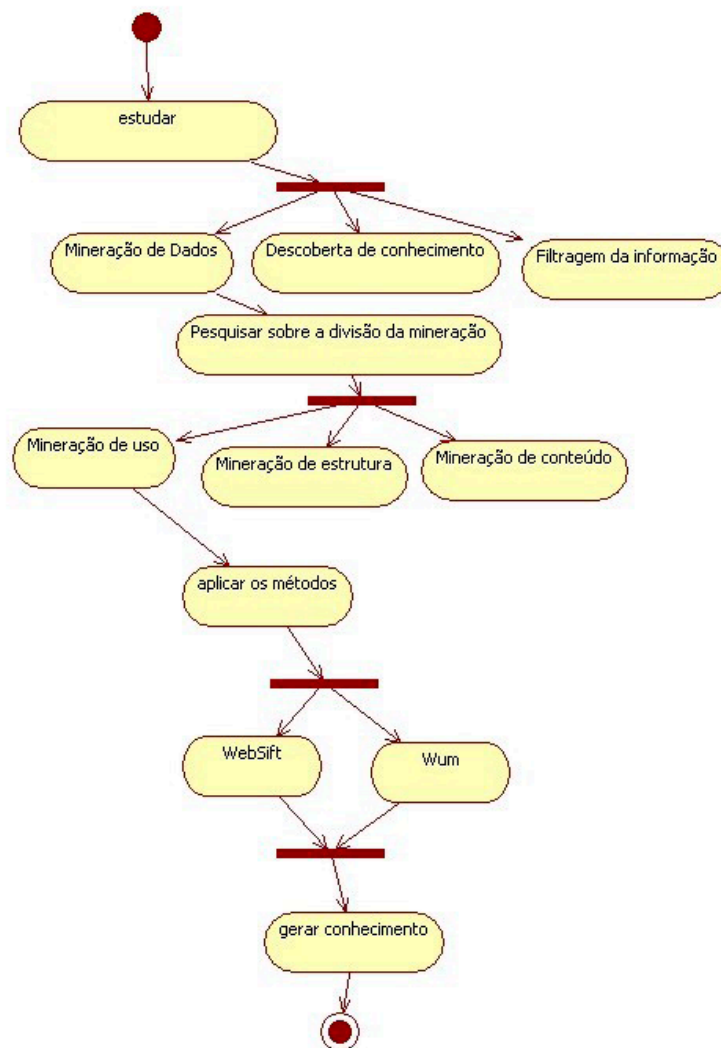 estudar
Mineração de Dados
Descoberta de conhecimento
Filtragem da informação
Pesquisar sobre a divisão da mineração
Mineração de uso
Mineração de estrutura
Mineração de conteúdo
aplicar os métodos
WebSift
Wum
gerar conhecimento